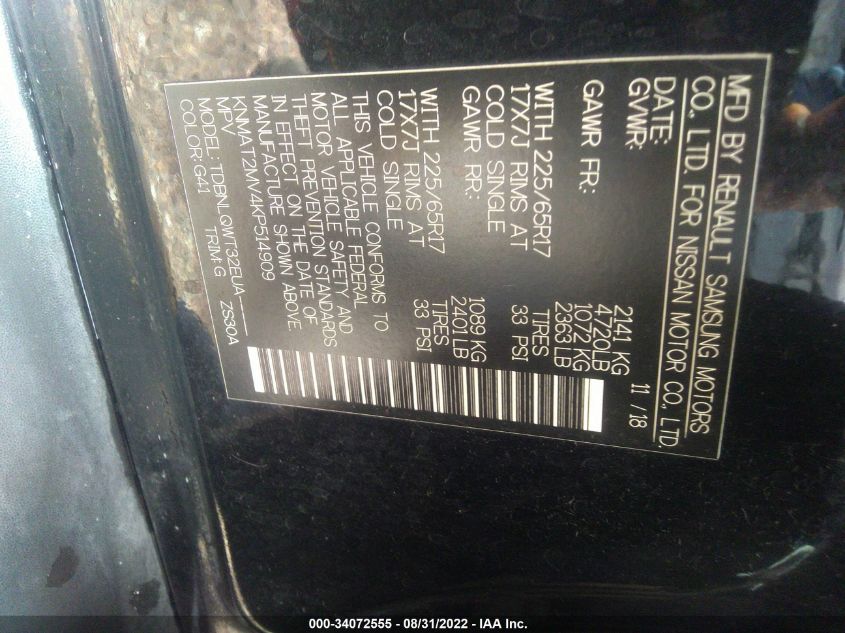 MFD BY RENAULT SAMSUNG MOTORS
CO., LTD. FOR NISSAN MOTOR CO., LTD.
DATE: 11 /18
GVWR: 2141 KG
4720LB
GAWR FR: 1072 KG
2363LB
WITH 225/65R17 TIRES
17X7J RIMS AT 33 PSI
COLD SINGLE
GAWR RR: 1089 KG
2401LB
WITH 225/65R17 TIRES
17X7J RIMS AT 33 PSI
COLD SINGLE
THIS VEHICLE CONFORMS TO
ALL APPLICABLE FEDERAL
MOTOR VEHICLE SAFETY AND
THEFT PREVENTION STANDARDS
IN EFFECT ON THE DATE OF
MANUFACTURE SHOWN ABOVE.
KNMAT2MV4KP514909
MPV
MODEL: TDBNLQWT32EUA-----
COLOR:G41 TRIM:G ZS30A
000-34072555 - 08/31/2022 - IAA Inc.